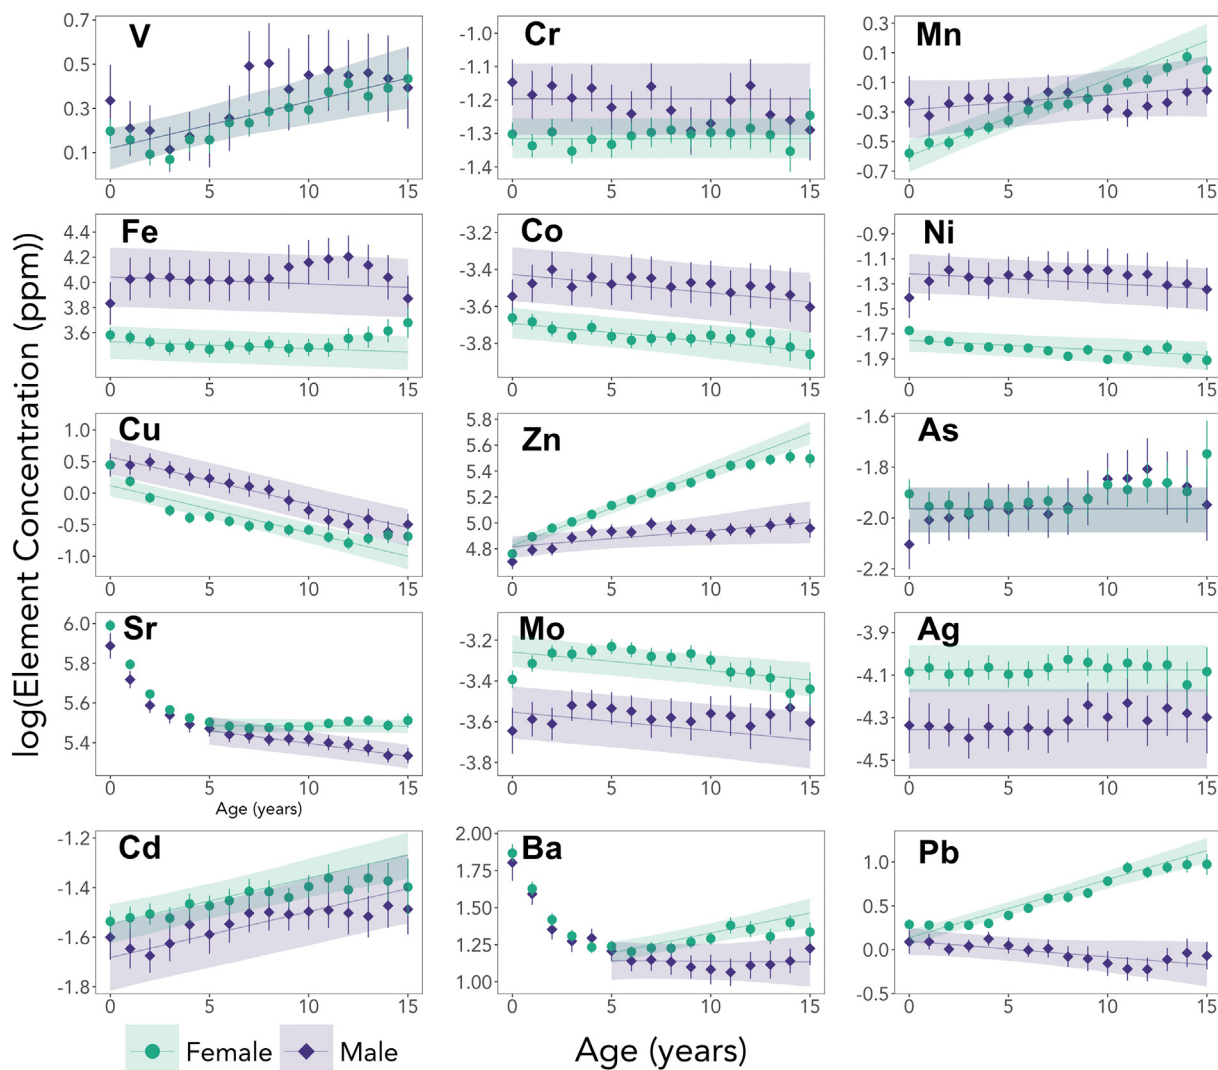 log(Element Concentration (ppm))
V
0.7
0.5
0.3
0.1
0 5 10 15
Cr
-1.0
-1.1
-1.2
-1.3
-1.4
0 5 10 15
Mn
0.3
0.1
-0.1
-0.3
-0.5
-0.7
0 5 10 15
Fe
4.4
4.2
4.0
3.8
3.6
0 5 10 15
Co
-3.2
-3.4
-3.6
-3.8
0 5 10 15
Ni
-0.9
-1.1
-1.3
-1.5
-1.7
-1.9
0 5 10 15
Cu
1.0
0.5
0.0
-0.5
-1.0
0 5 10 15
Zn
5.8
5.6
5.4
5.2
5.0
4.8
0 5 10 15
As
-1.6
-1.8
-2.0
-2.2
0 5 10 15
Sr
6.0
5.8
5.6
5.4
0 5 10 15
Age (years)
Mo
-3.2
-3.4
-3.6
-3.8
0 5 10 15
Ag
-3.9
-4.1
-4.3
-4.5
0 5 10 15
Cd
-1.2
-1.4
-1.6
-1.8
0 5 10 15
Ba
2.00
1.75
1.50
1.25
1.00
0 5 10 15
Pb
1.0
0.5
0.0
-0.5
0 5 10 15
Female Male
Age (years)